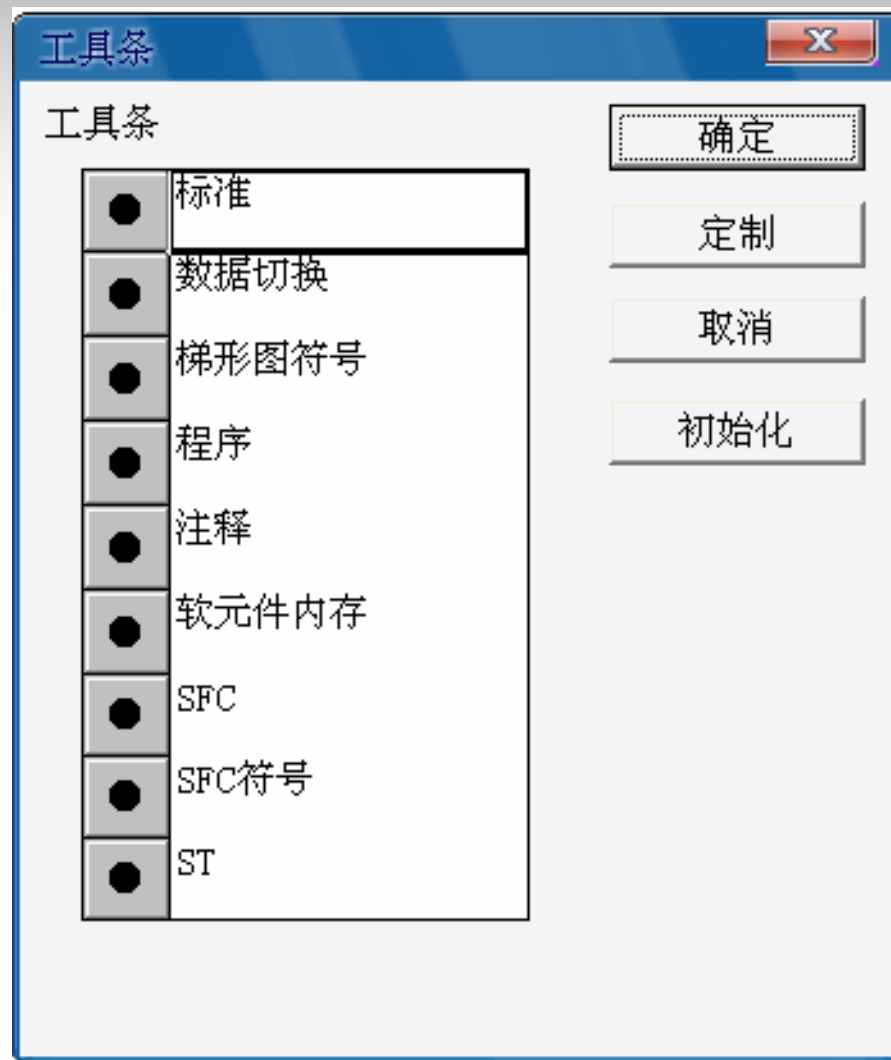 工具条
工具条
确定
标准
定制
数据切换
取消
梯形图符号
初始化
程序
注释
软元件内存
SFC
SFC符号
ST